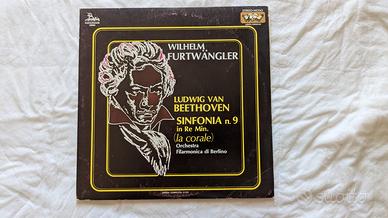 WILHELM
FURTWÄNGLER
LUDWIG VAN
BEETHOVEN
SINFONIA n. 9
in Re Min.
(la corale)
Orchestra
Filarmonica di Berlino